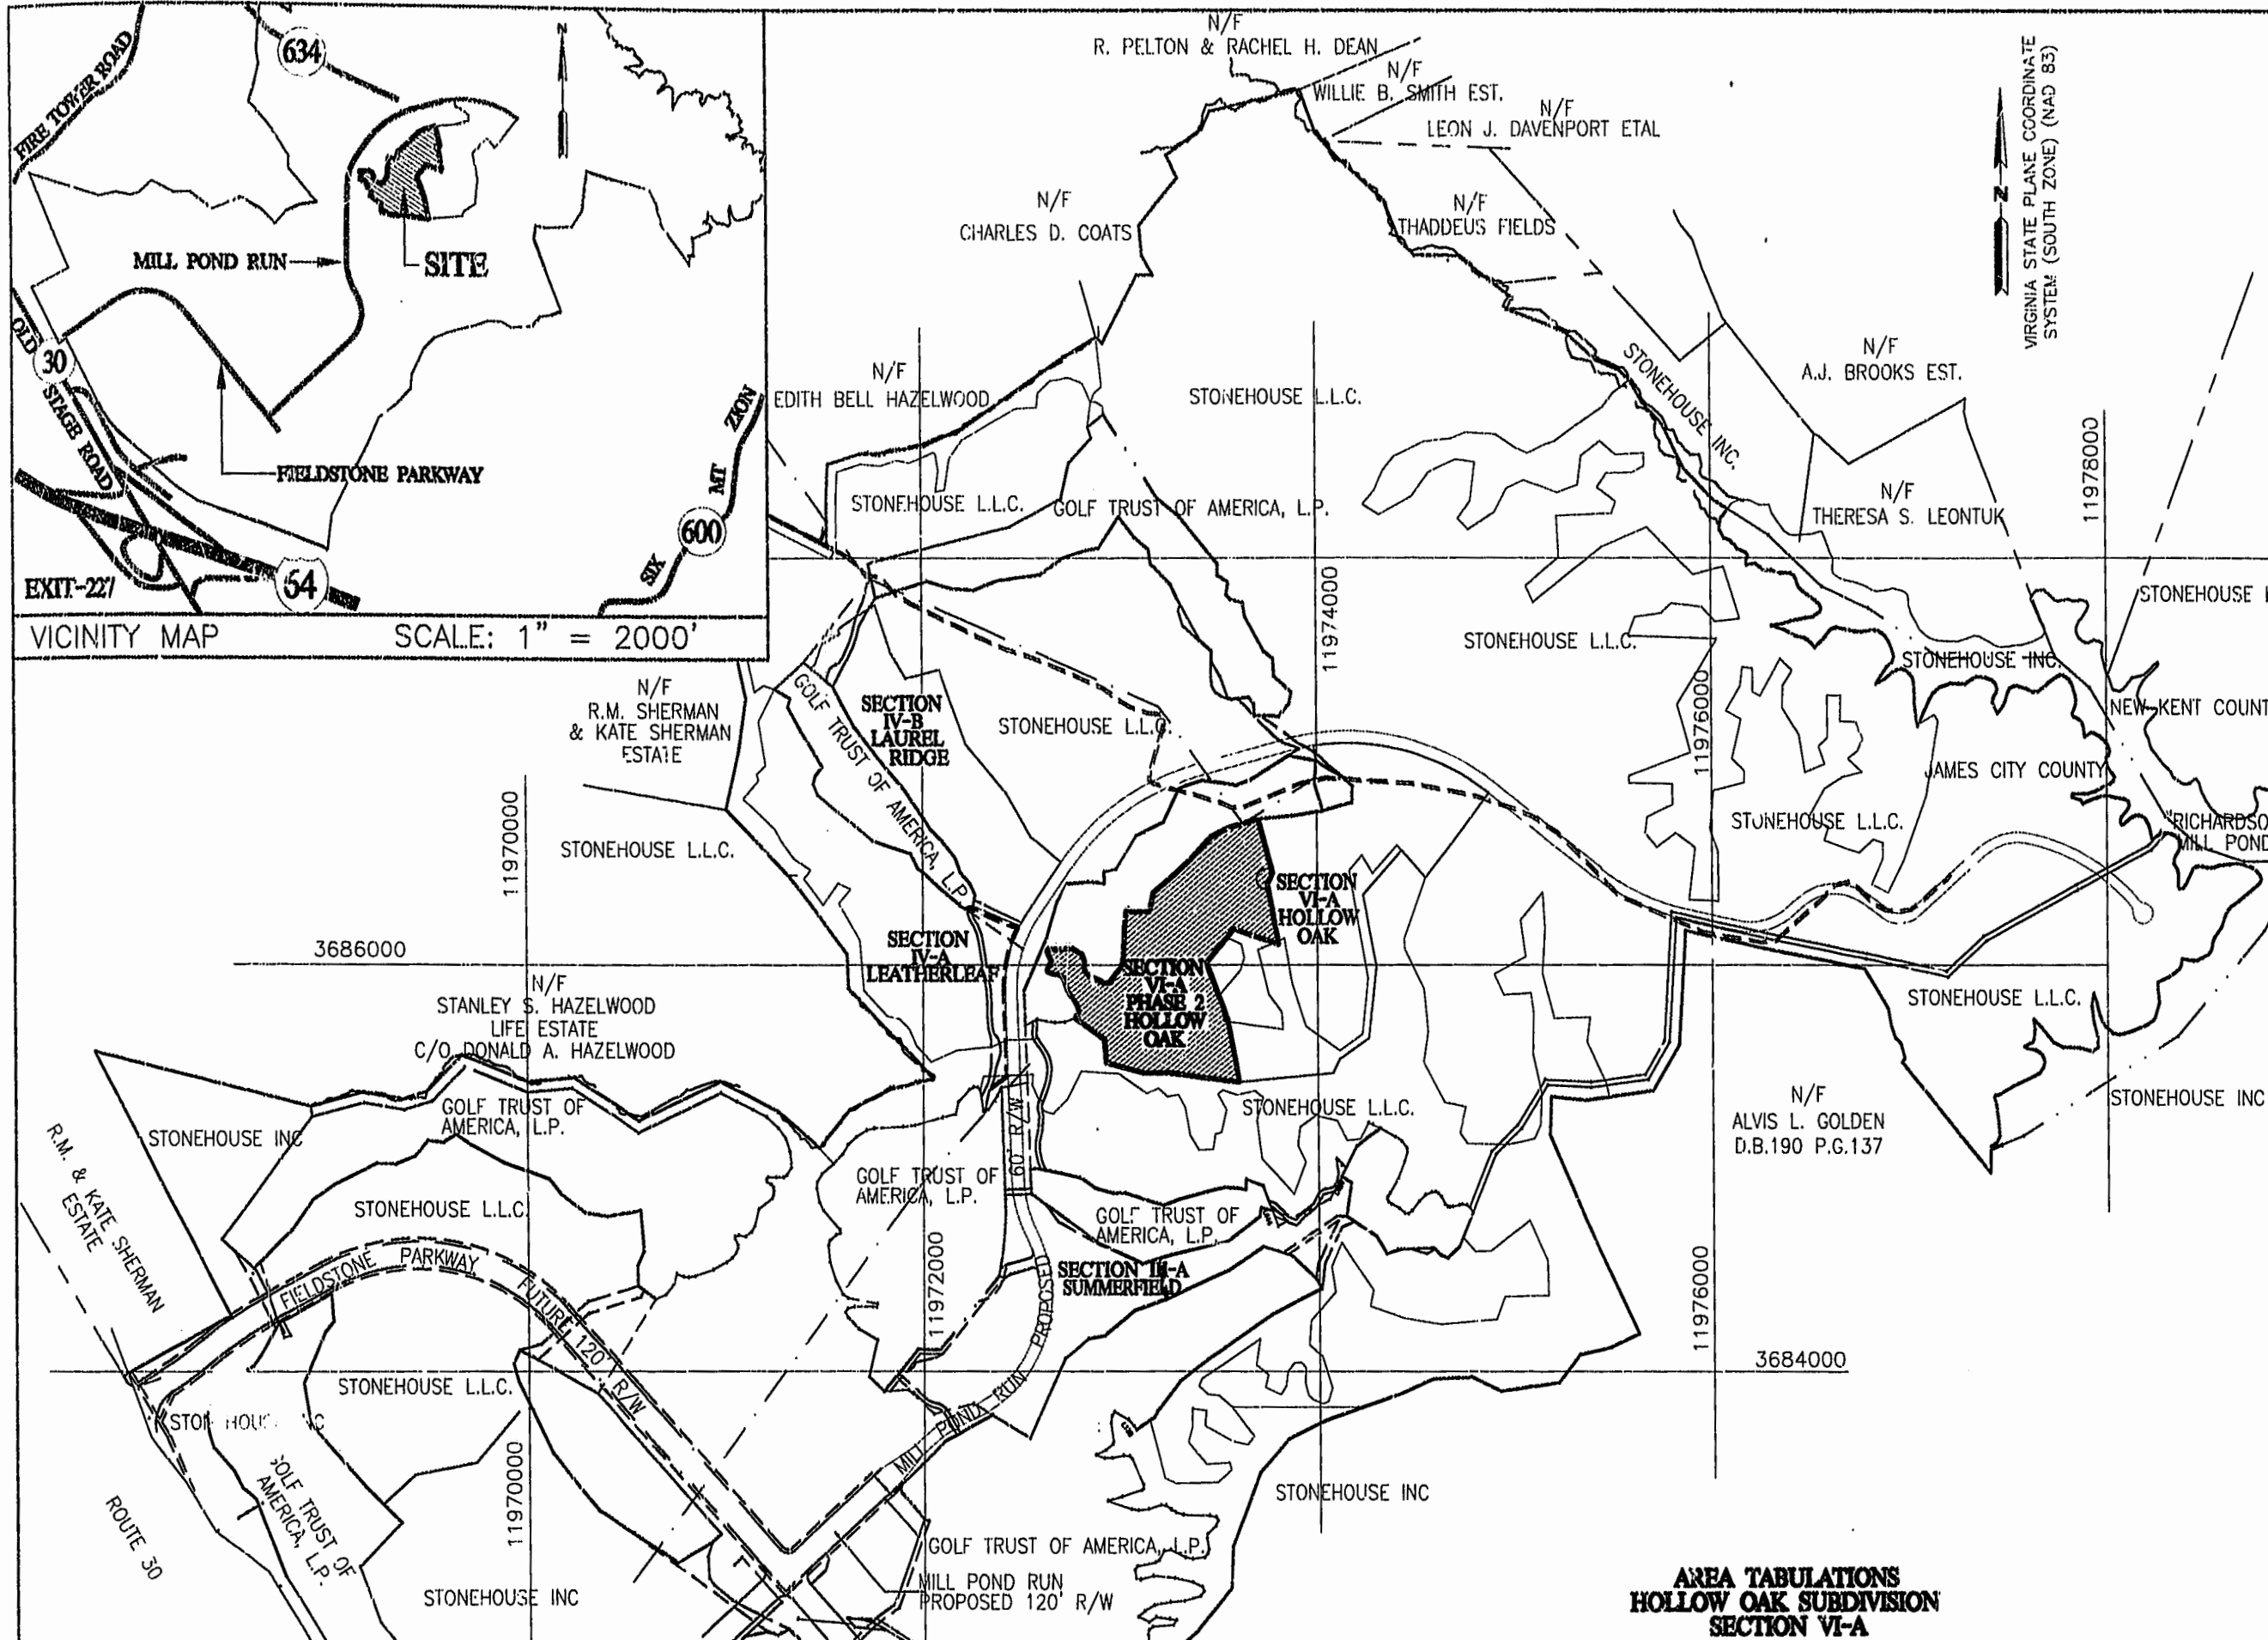 FIRE TOWER ROAD
634
N
MILL POND RUN
SITE
OLD
30
STAGE ROAD
FIELDSTONE PARKWAY
EXIT-227
64
SIX
MT
ZION
600
VICINITY MAP
SCALE: 1" = 2000'
N/F
R. PELTON & RACHEL H. DEAN
N/F
WILLIE B. SMITH EST.
N/F
LEON J. DAVENPORT ETAL
N/F
CHARLES D. COATS
N/F
THADDEUS FIELDS
N
VIRGINIA STATE PLANE COORDINATE
SYSTEM (SOUTH ZONE) (NAD 83)
N/F
EDITH BELL HAZELWOOD
STONEHOUSE L.L.C.
STONEHOUSE INC.
N/F
A.J. BROOKS EST.
11978000
STONEHOUSE L.L.C.
GOLF TRUST OF AMERICA, L.P.
N/F
THERESA S. LEONTUK
11974000
STONEHOUSE L.L.C.
STONEHOUSE
STONEHOUSE INC.
N/F
R.M. SHERMAN
& KATE SHERMAN
ESTATE
GOLF TRUST OF AMERICA, L.P.
SECTION
IV-B
LAUREL
RIDGE
STONEHOUSE L.L.C.
11976000
NEW KENT COUNT
JAMES CITY COUNTY
11970000
STONEHOUSE L.L.C.
STONEHOUSE L.L.C.
RICHARDSO
MILL POND
SECTION
VI-A
HOLLOW
OAK
SECTION
IV-A
LEATHERLEAF
3686000
SECTION
VI-A
PHASE 2
HOLLOW
OAK
N/F
STANLEY S. HAZELWOOD
LIFE ESTATE
C/O DONALD A. HAZELWOOD
STONEHOUSE L.L.C.
STONEHOUSE INC
GOLF TRUST OF
AMERICA, L.P.
60' R/W
STONEHOUSE L.L.C.
N/F
ALVIS L. GOLDEN
D.B.190 P.G.137
STONEHOUSE INC
R.M. & KATE SHERMAN
ESTATE
STONEHOUSE L.L.C.
GOLF TRUST OF
AMERICA, L.P.
GOLF TRUST OF
AMERICA, L.P.
FIELDSTONE PARKWAY
FUTURE 120' R/W
11972000
SECTION III-A
SUMMERFIELD
11976000
3684000
STONEHOUSE L.L.C.
MILL POND RUN PROPOSED
GOLF TRUST OF
AMERICA, L.P.
ROUTE 30
11970000
STONEHOUSE INC
STONEHOUSE INC
GOLF TRUST OF AMERICA, L.P.
MILL POND RUN
PROPOSED 120' R/W
AREA TABULATIONS
HOLLOW OAK SUBDIVISION
SECTION VI-A